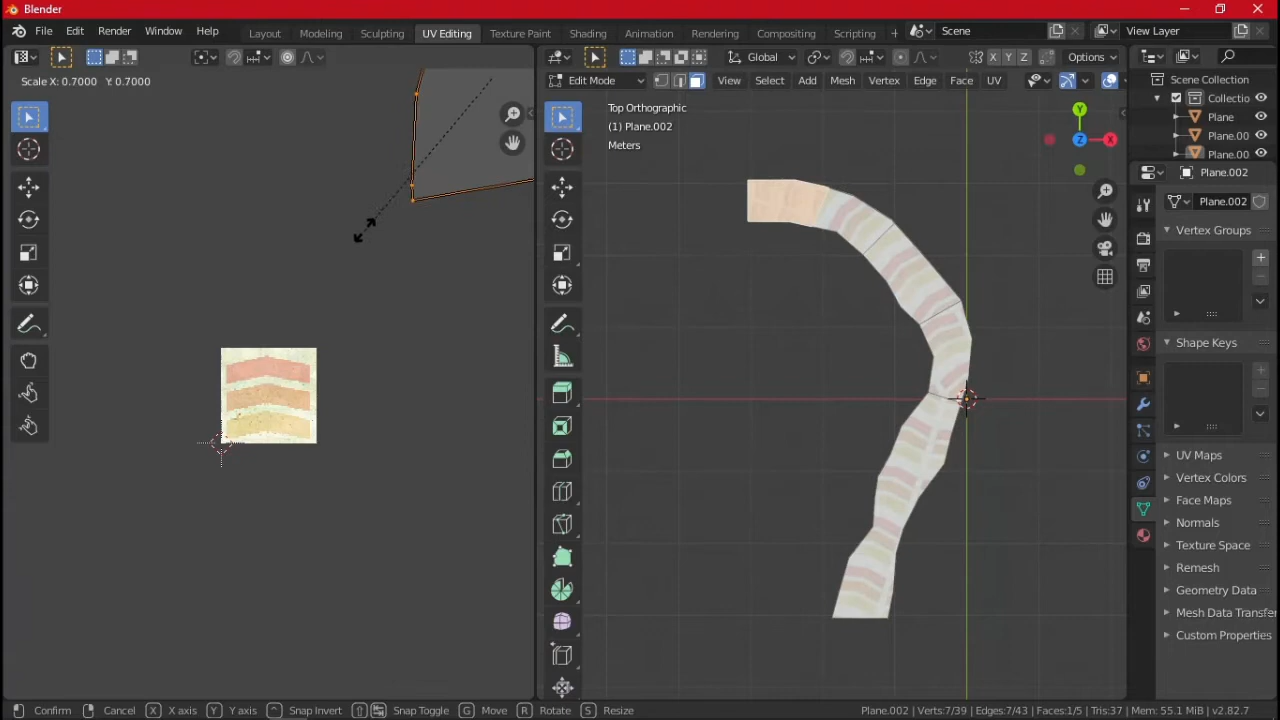 Blender
File Edit Render Window Help Layout Modeling Sculpting UV Editing Texture Paint Shading Animation Rendering Compositing Scripting + Scene View Layer
Global Options
Scale X: 0.7000 Y: 0.7000
Edit Mode View Select Add Mesh Vertex Edge Face UV
X Y Z
Scene Collection
Collectio
Plane
Plane.00
Plane.00
Top Orthographic
(1) Plane.002
Meters
Y
Z X
Plane.002
Plane.002
Vertex Groups
Shape Keys
UV Maps
Vertex Colors
Face Maps
Normals
Texture Space
Remesh
Geometry Data
Mesh Data Transfer
Custom Properties
Confirm Cancel X X axis Y Y axis Snap Invert Snap Toggle G Move R Rotate S Resize Plane.002 | Verts:7/39 | Edges:7/43 | Faces:1/5 | Tris:37 | Mem: 55.1 MiB | v2.82.7